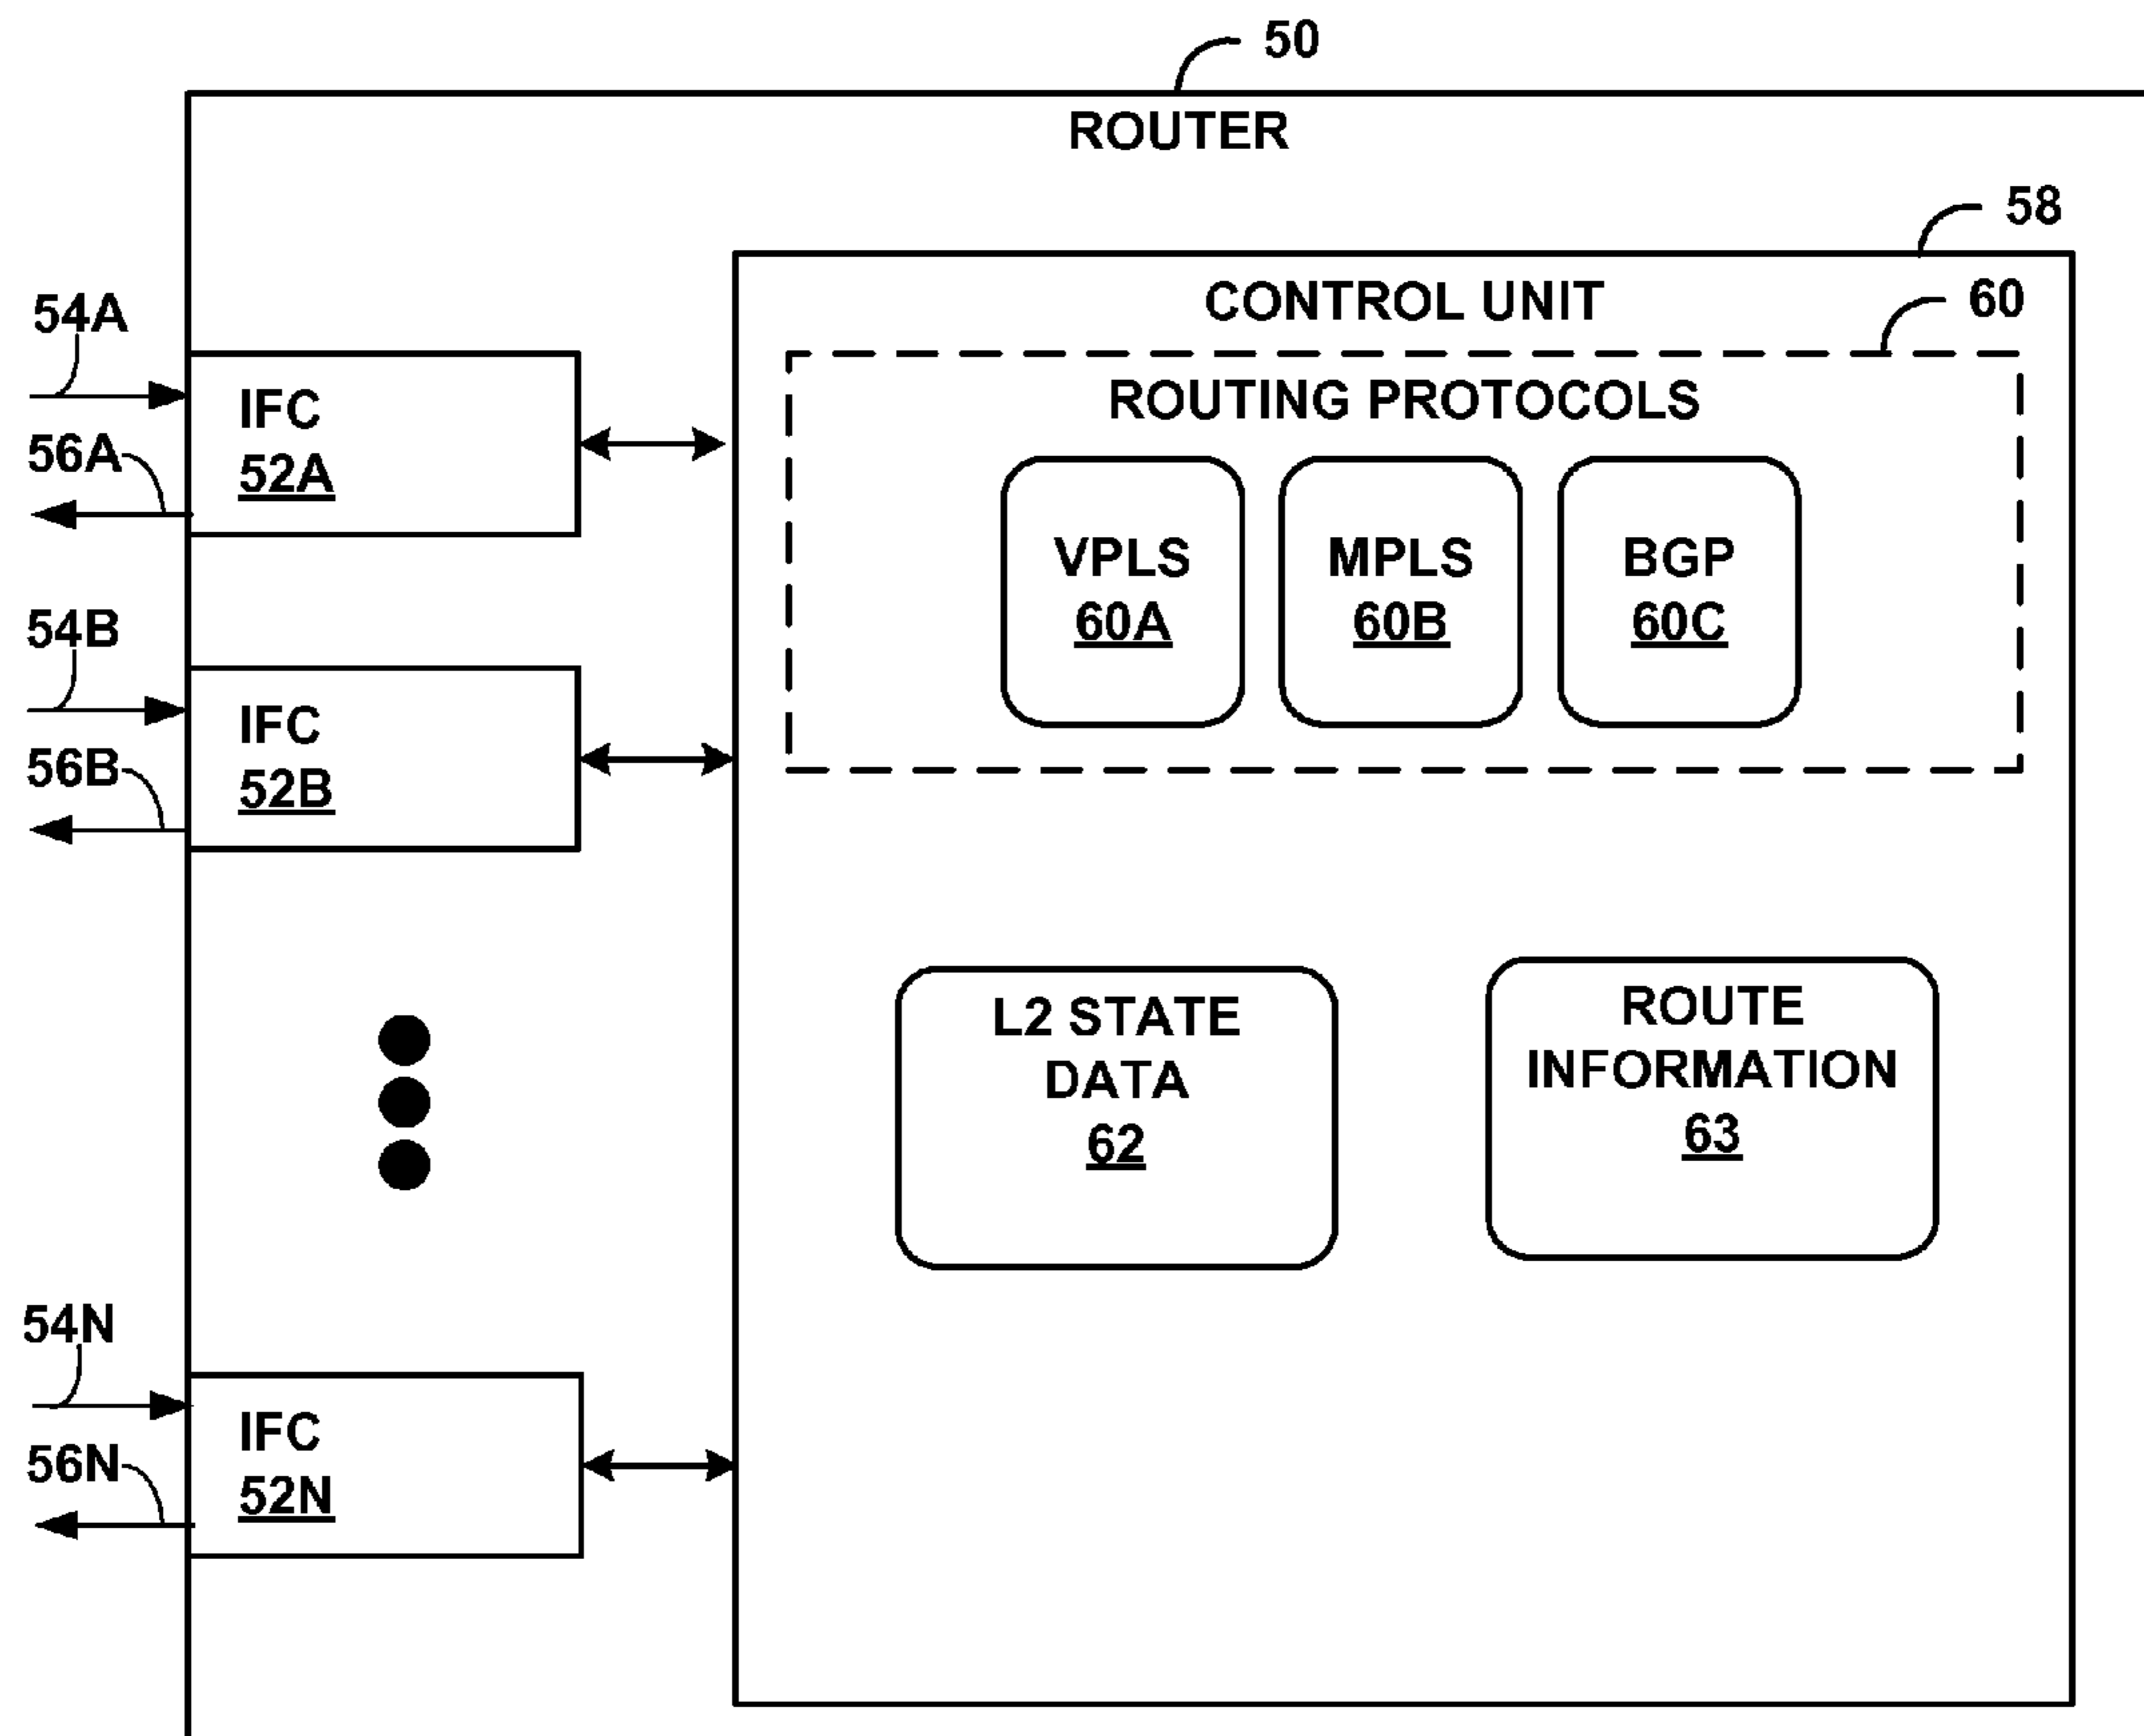 50
ROUTER
58
CONTROL UNIT
60
ROUTING PROTOCOLS
VPLS
60A
MPLS
60B
BGP
60C
54A
IFC
52A
56A
54B
IFC
52B
56B
L2 STATE
DATA
62
ROUTE
INFORMATION
63
54N
IFC
52N
56N